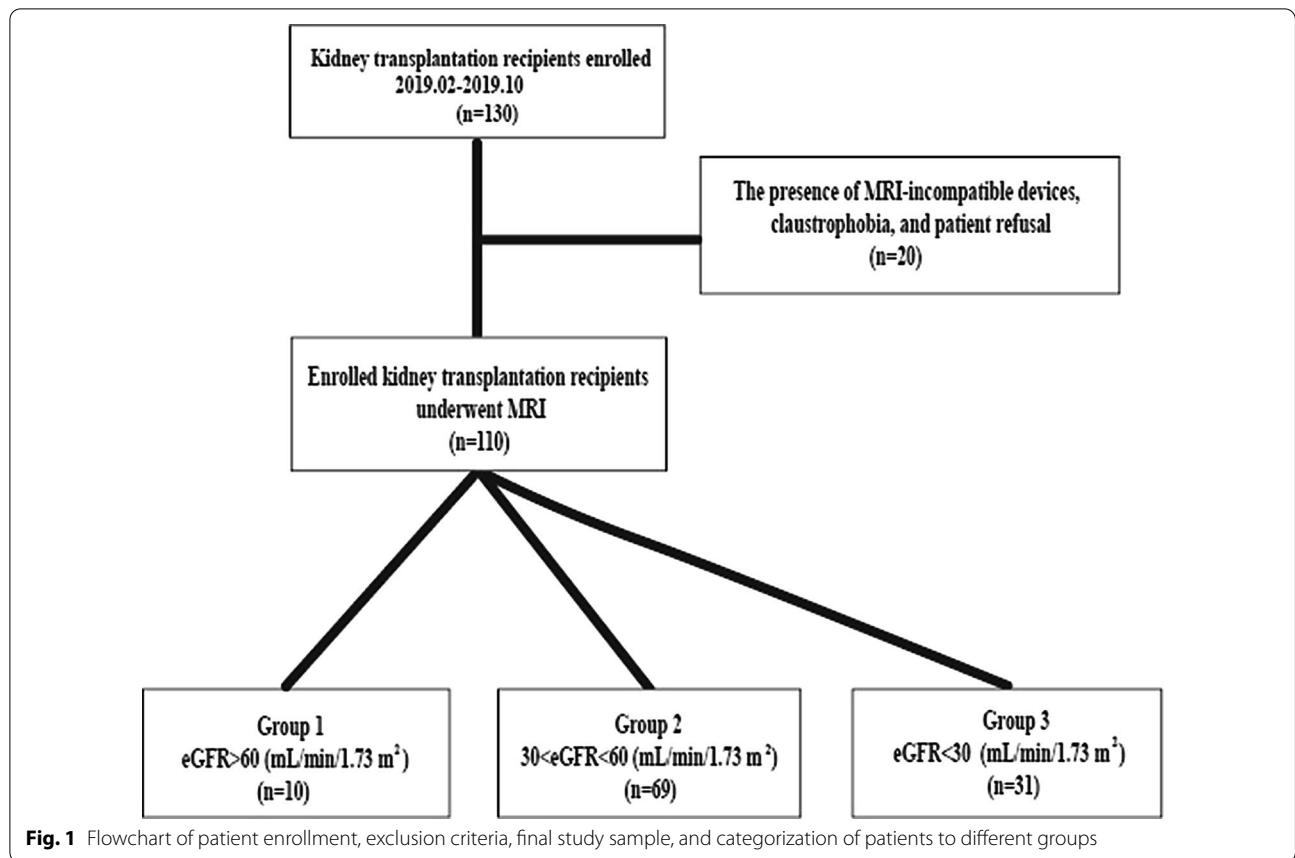 Kidney transplantation recipients enrolled
2019.02-2019.10
(n=130)
The presence of MRI-incompatible devices,
claustrophobia, and patient refusal
(n=20)
Enrolled kidney transplantation recipients
underwent MRI
(n=110)
Group 1
eGFR>60 (mL/min/1.73 m²)
(n=10)
Group 2
30<eGFR<60 (mL/min/1.73 m²)
(n=69)
Group 3
eGFR<30 (mL/min/1.73 m²)
(n=31)
Fig. 1 Flowchart of patient enrollment, exclusion criteria, final study sample, and categorization of patients to different groups